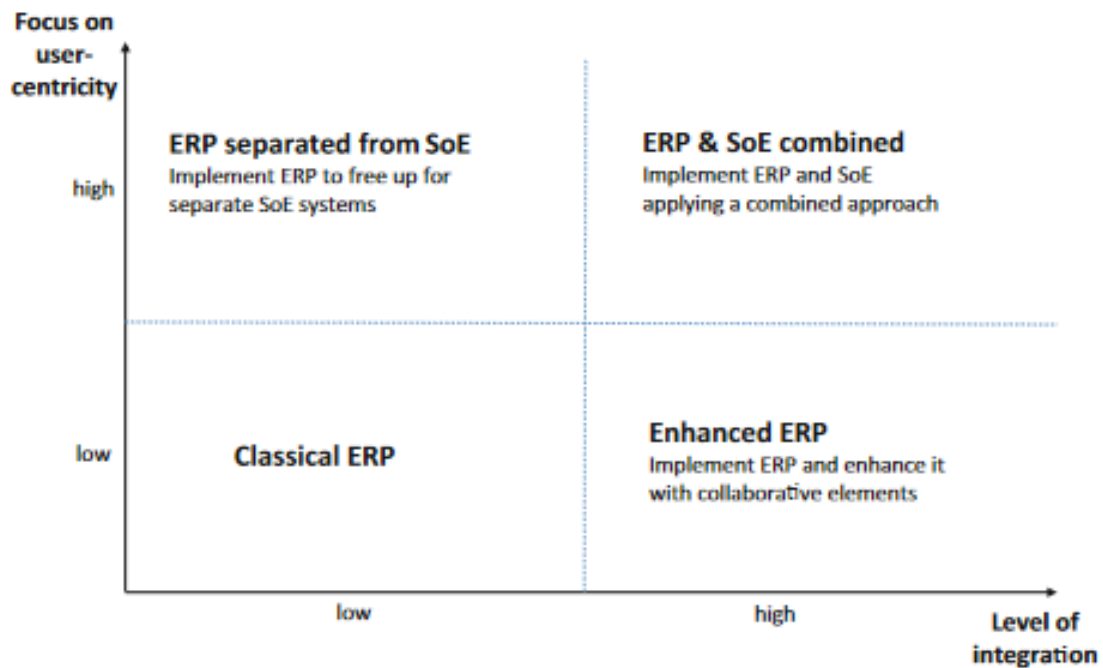 Focus on
user-
centricity
ERP separated from SoE
Implement ERP to free up for
separate SoE systems
ERP & SoE combined
Implement ERP and SoE
applying a combined approach
high
low
Classical ERP
Enhanced ERP
Implement ERP and enhance it
with collaborative elements
low
high
Level of
integration